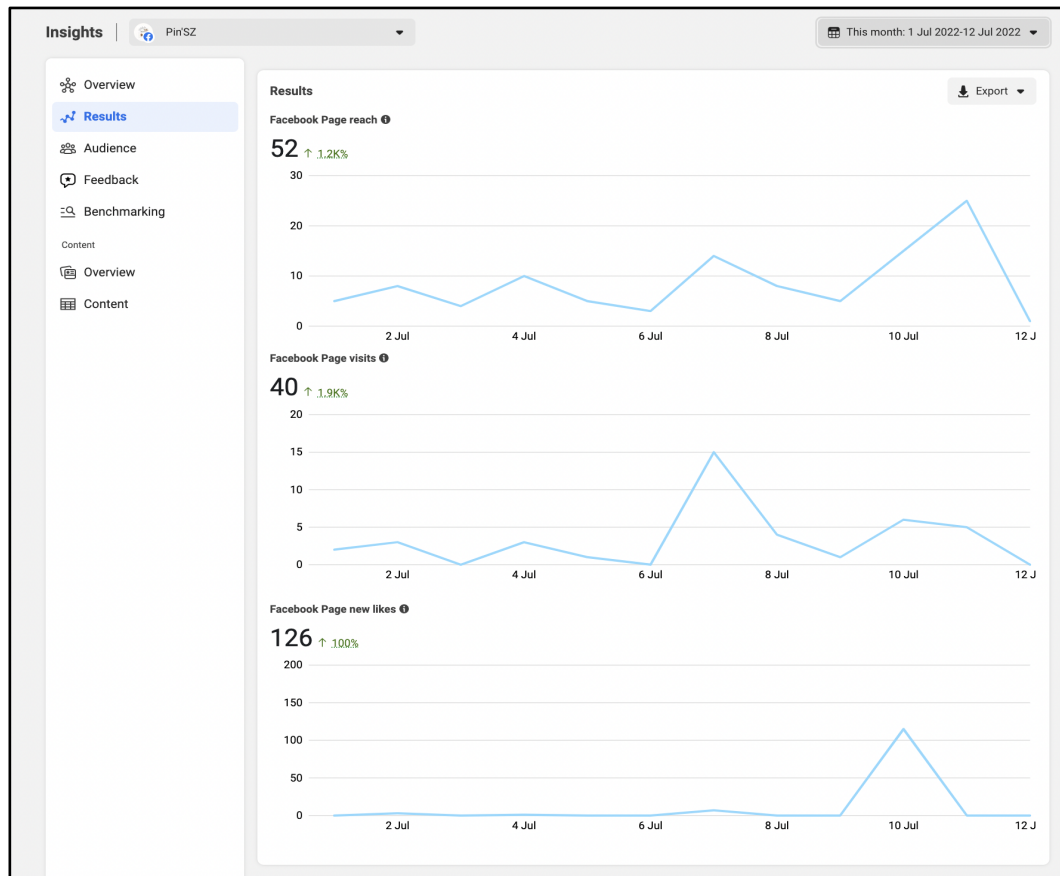 Insights
Pin'SZ
This month: 1 Jul 2022-12 Jul 2022
Overview
Results
Audience
Feedback
Benchmarking
Content
Overview
Content
Results
Export
Facebook Page reach
52 ↑ 1.2K%
30
20
10
0
2 Jul 4 Jul 6 Jul 8 Jul 10 Jul 12 J
Facebook Page visits
40 ↑ 1.9K%
20
15
10
5
0
2 Jul 4 Jul 6 Jul 8 Jul 10 Jul 12 J
Facebook Page new likes
126 ↑ 100%
200
150
100
50
0
2 Jul 4 Jul 6 Jul 8 Jul 10 Jul 12 J